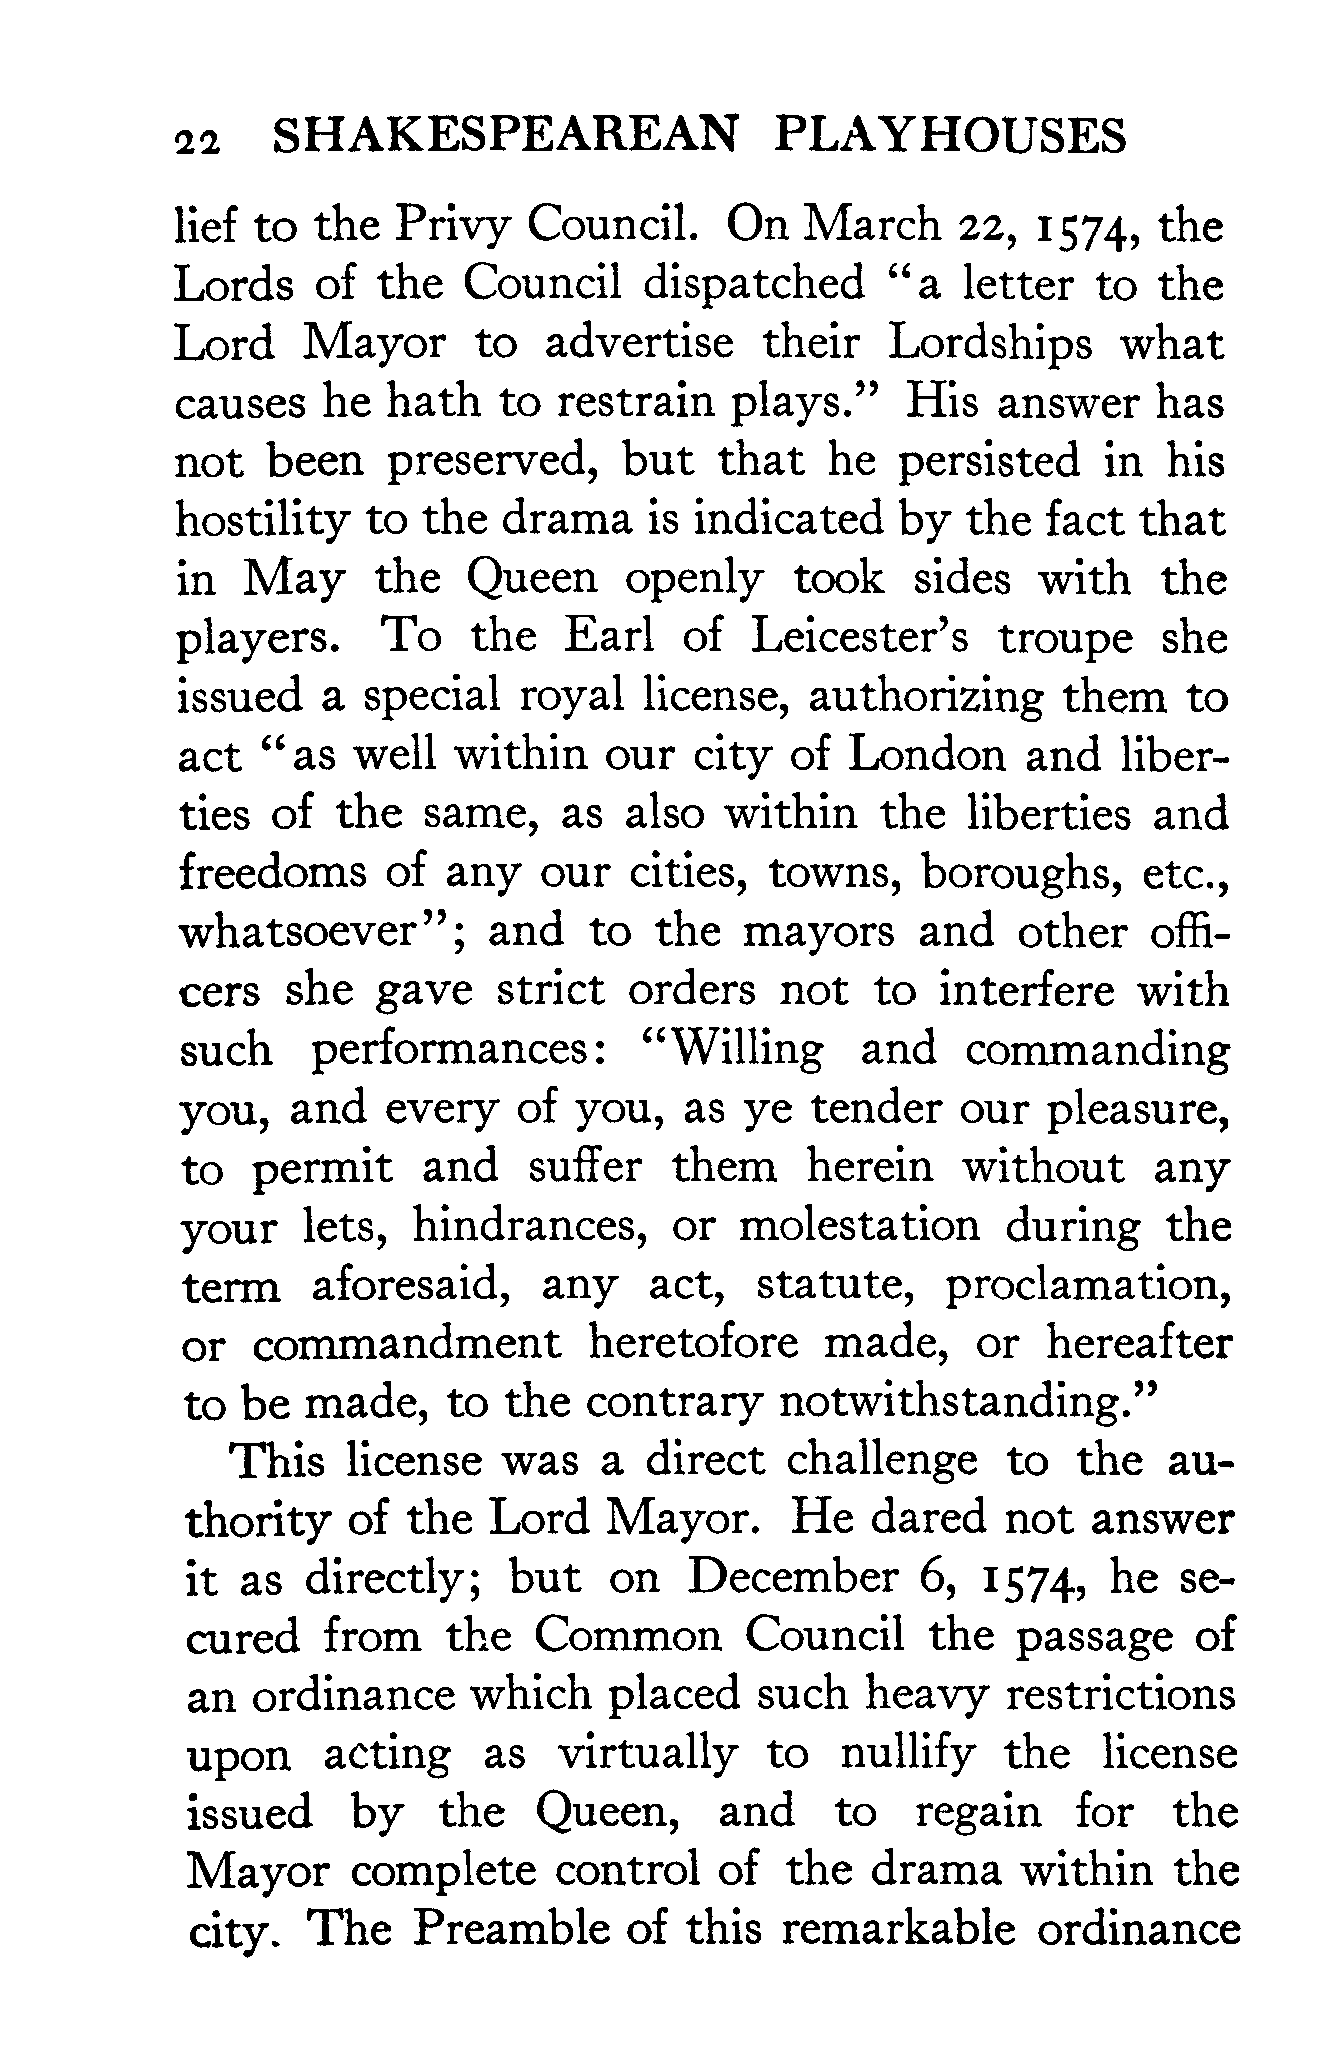 22 SHAKESPEAREAN PLAYHOUSES
lief to the Privy Council. On March 22, 1574, the
Lords of the Council dispatched “a letter to the
Lord Mayor to advertise their Lordships what
causes he hath to restrain plays.” His answer has
not been preserved, but that he persisted in his
hostility to the drama is indicated by the fact that
in May the Queen openly took sides with the
players. To the Earl of Leicester’s troupe she
issued a special royal license, authorizing them to
act “as well within our city of London and liber-
ties of the same, as also within the liberties and
freedoms of any our cities, towns, boroughs, etc.,
whatsoever”; and to the mayors and other offi-
cers she gave strict orders not to interfere with
such performances: “Willing and commanding
you, and every of you, as ye tender our pleasure,
to permit and suffer them herein without any
your lets, hindrances, or molestation during the
term aforesaid, any act, statute, proclamation,
or commandment heretofore made, or hereafter
to be made, to the contrary notwithstanding.”
This license was a direct challenge to the au-
thority of the Lord Mayor. He dared not answer
it as directly; but on December 6, 1574, he se-
cured from the Common Council the passage of
an ordinance which placed such heavy restrictions
upon acting as virtually to nullify the license
issued by the Queen, and to regain for the
Mayor complete control of the drama within the
city. The Preamble of this remarkable ordinance